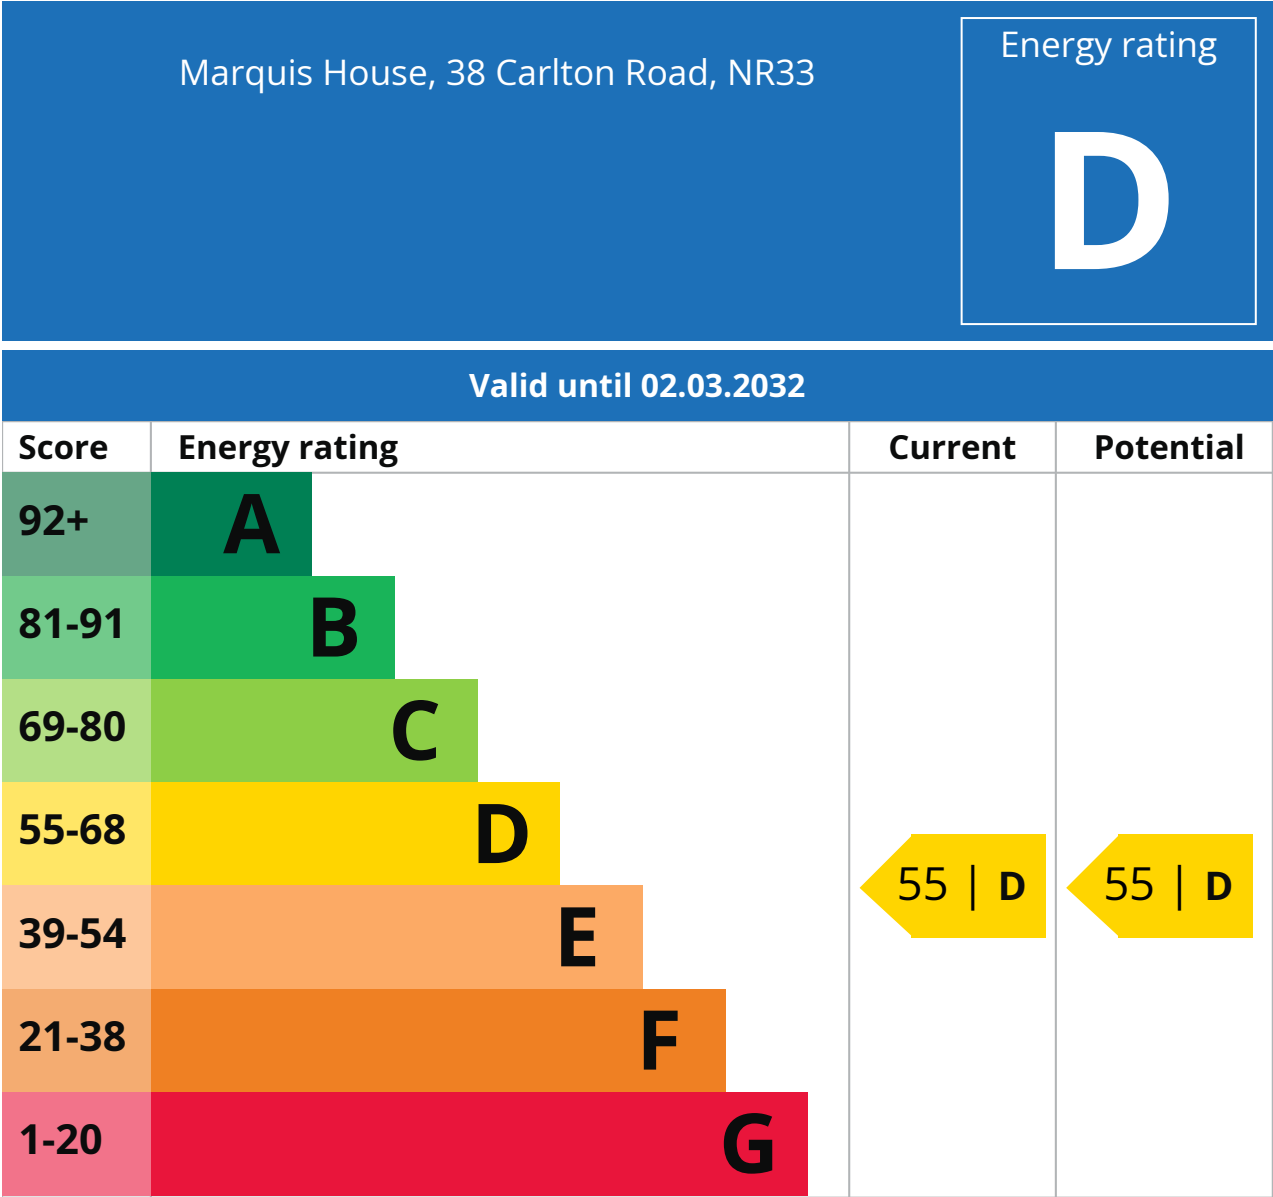 Marquis House, 38 Carlton Road, NR33
Energy rating
D
Valid until 02.03.2032
Score Energy rating Current Potential
92+ A
81-91 B
69-80 C
55-68 D
55 | D 55 | D
39-54 E
21-38 F
1-20 G